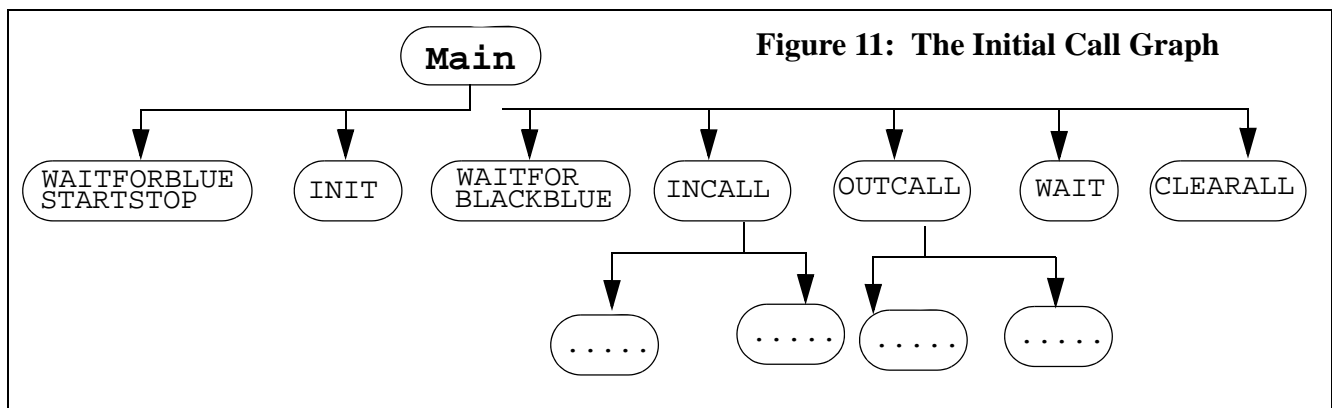 Figure 11: The Initial Call Graph
Main
WAITFORBLUE
STARTSTOP
INIT
WAITFOR
BLACKBLUE
INCALL
OUTCALL
WAIT
CLEARALL
.....
.....
.....
.....